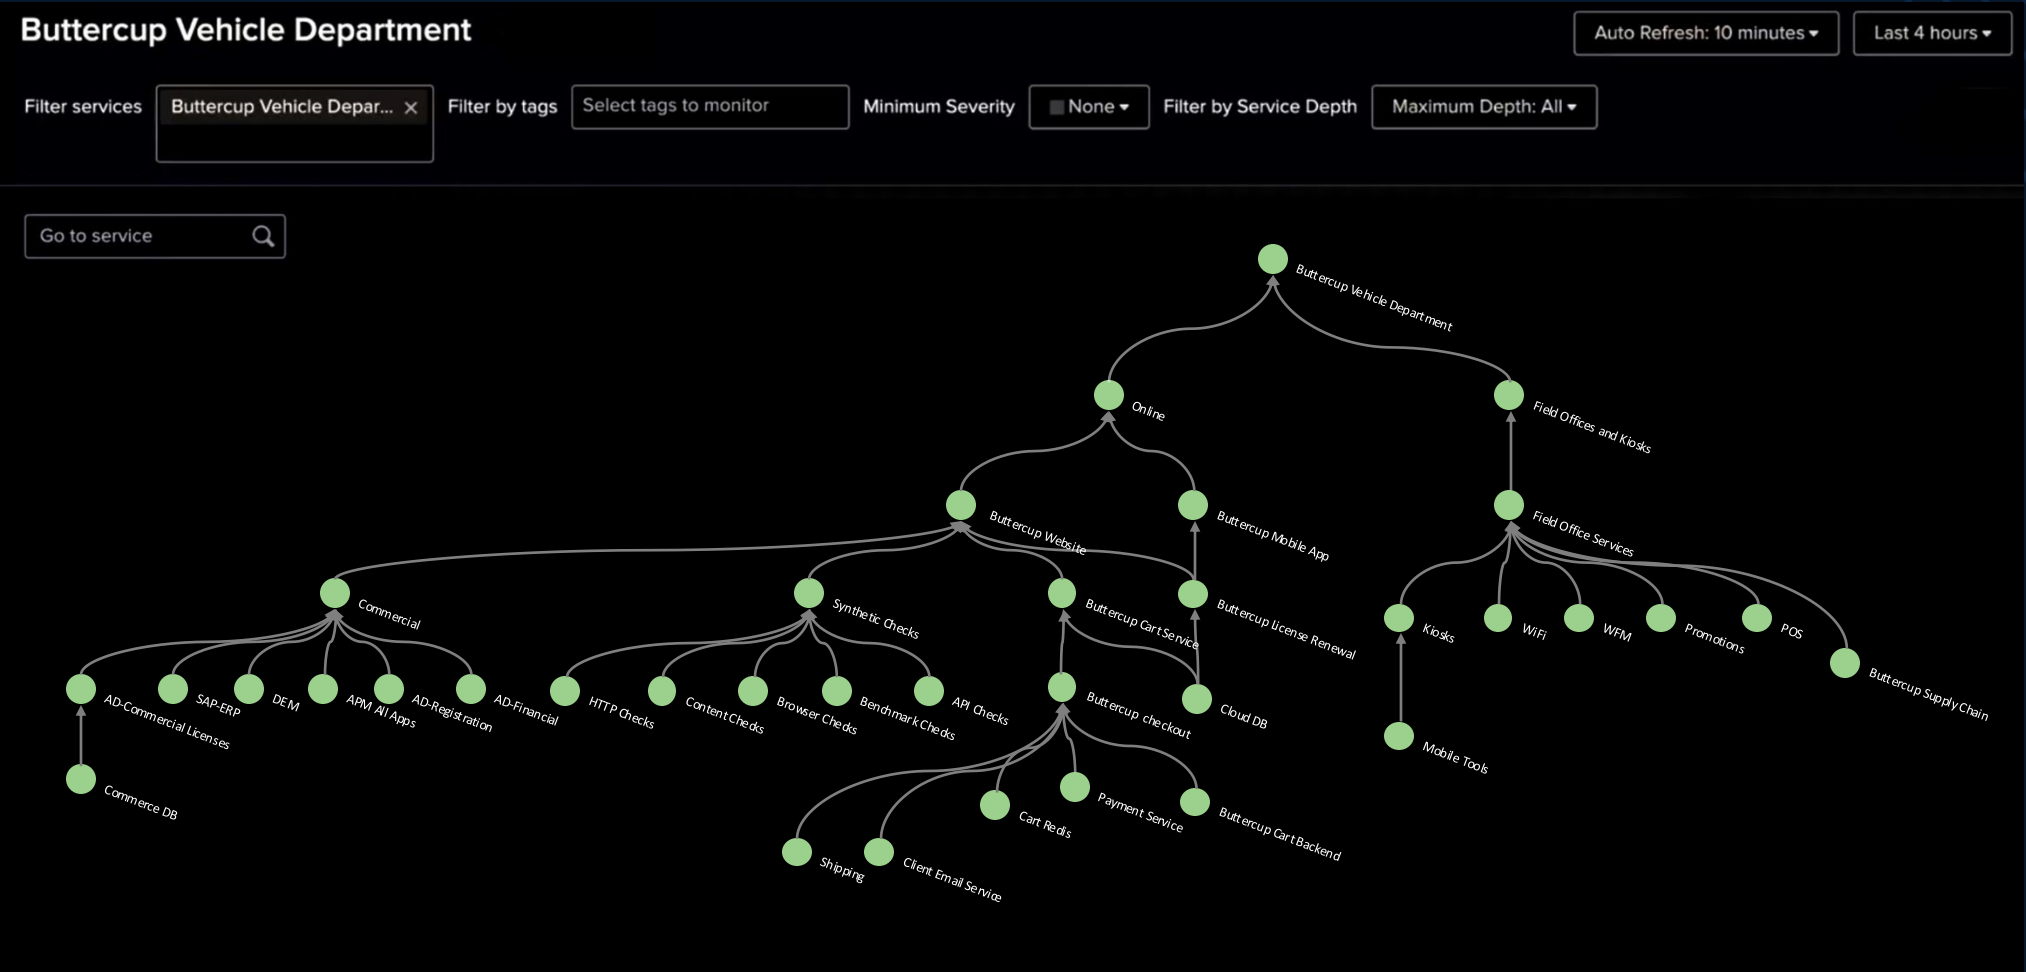 Buttercup Vehicle Department
Auto Refresh: 10 minutes
Last 4 hours
Filter services
Buttercup Vehicle Depar...
Filter by tags
Select tags to monitor
Minimum Severity
None
Filter by Service Depth
Maximum Depth: All
Go to service
Buttercup Vehicle Department
Online
Field Offices and Kiosks
Buttercup Website
Buttercup Mobile App
Field Office Services
Commercial
Synthetic Checks
Buttercup Cart Service
Buttercup License Renewal
Kiosks
WiFi
WFM
Promotions
POS
Buttercup Supply Chain
AD-Commercial Licenses
SAP-ERP
DEM
APM All Apps
AD-Registration
AD-Financial
HTTP Checks
Content Checks
Browser Checks
Benchmark Checks
API Checks
Buttercup checkout
Cloud DB
Mobile Tools
Commerce DB
Cart Redis
Payment Service
Buttercup Cart Backend
Shipping
Client Email Service